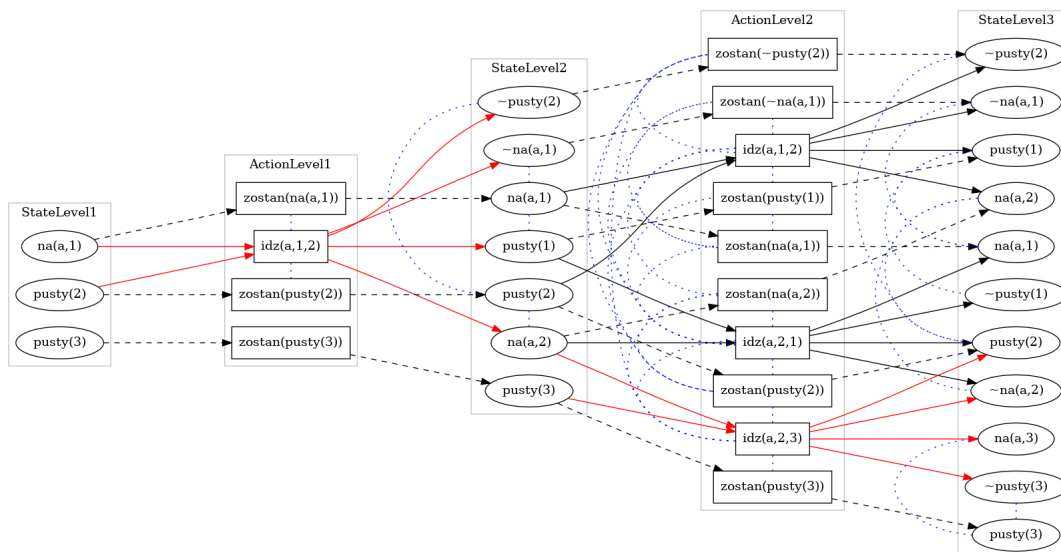 StateLevel1
na(a,1)
pusty(2)
pusty(3)
ActionLevel1
zostan(na(a,1))
idz(a,1,2)
zostan(pusty(2))
zostan(pusty(3))
StateLevel2
~pusty(2)
~na(a,1)
na(a,1)
pusty(1)
pusty(2)
na(a,2)
pusty(3)
ActionLevel2
zostan(~pusty(2))
zostan(~na(a,1))
idz(a,1,2)
zostan(pusty(1))
zostan(na(a,1))
zostan(na(a,2))
idz(a,2,1)
zostan(pusty(2))
idz(a,2,3)
zostan(pusty(3))
StateLevel3
~pusty(2)
~na(a,1)
pusty(1)
na(a,2)
na(a,1)
~pusty(1)
pusty(2)
~na(a,2)
na(a,3)
~pusty(3)
pusty(3)